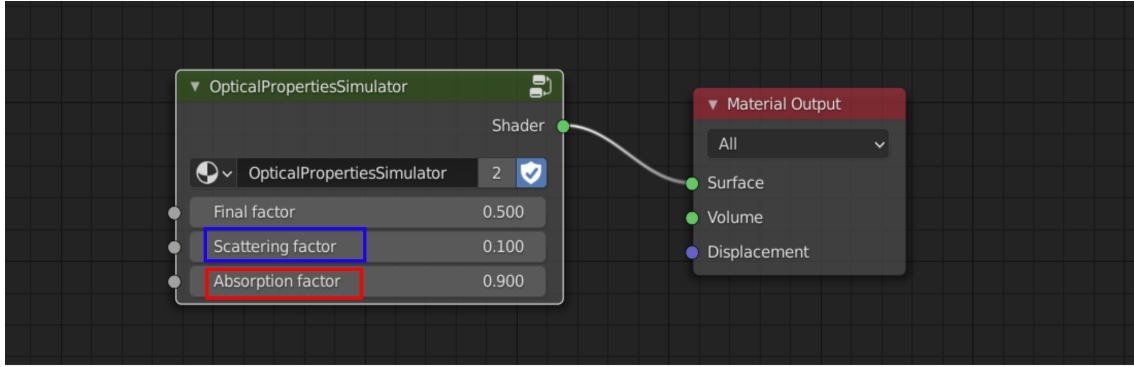 OpticalPropertiesSimulator
Shader
OpticalPropertiesSimulator 2
Final factor 0.500
Scattering factor 0.100
Absorption factor 0.900
Material Output
All
Surface
Volume
Displacement